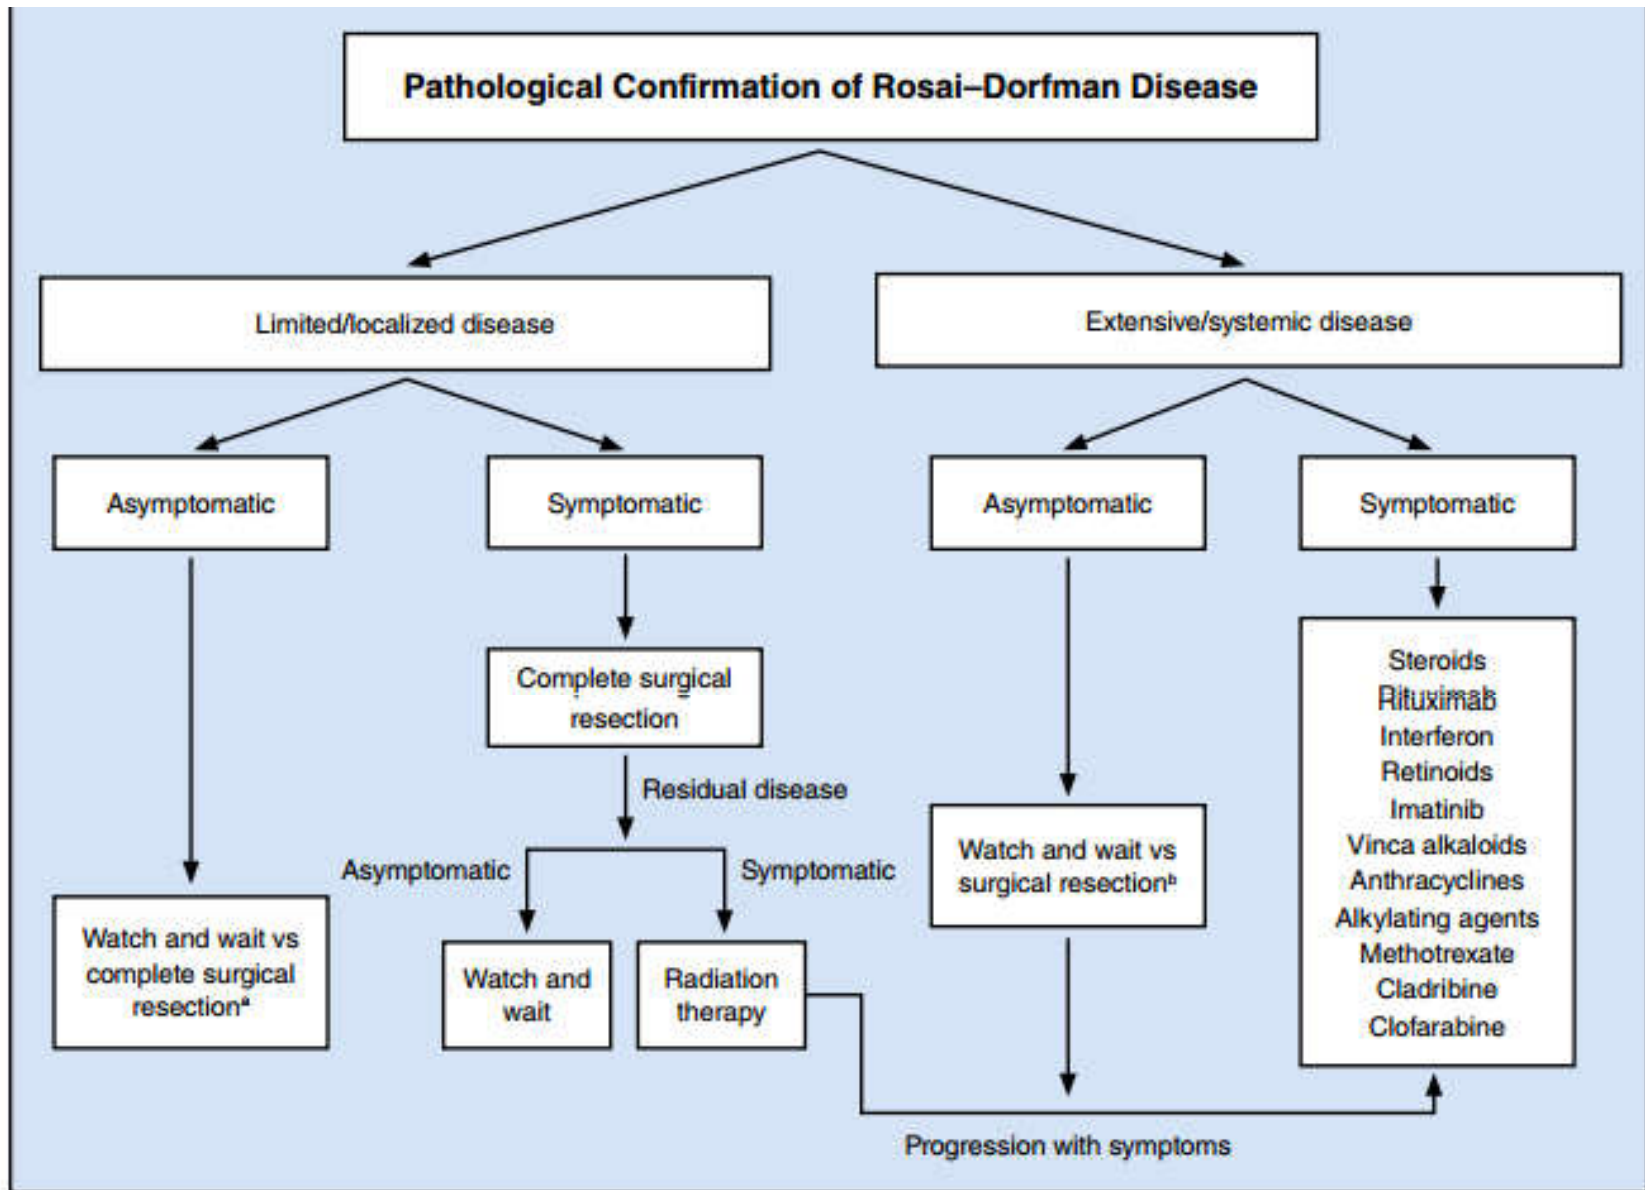 Pathological Confirmation of Rosai–Dorfman Disease
Limited/localized disease
Extensive/systemic disease
Asymptomatic
Symptomatic
Asymptomatic
Symptomatic
Complete surgical
resection
Residual disease
Asymptomatic
Symptomatic
Watch and wait vs
complete surgical
resectionᵃ
Watch and
wait
Radiation
therapy
Watch and wait vs
surgical resectionᵇ
Steroids
Rituximab
Interferon
Retinoids
Imatinib
Vinca alkaloids
Anthracyclines
Alkylating agents
Methotrexate
Cladribine
Clofarabine
Progression with symptoms